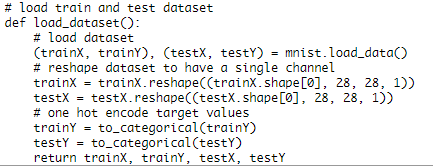 # load train and test dataset
def load_dataset():
    # load dataset
    (trainX, trainY), (testX, testY) = mnist.load_data()
    # reshape dataset to have a single channel
    trainX = trainX.reshape((trainX.shape[0], 28, 28, 1))
    testX = testX.reshape((testX.shape[0], 28, 28, 1))
    # one hot encode target values
    trainY = to_categorical(trainY)
    testY = to_categorical(testY)
    return trainX, trainY, testX, testY